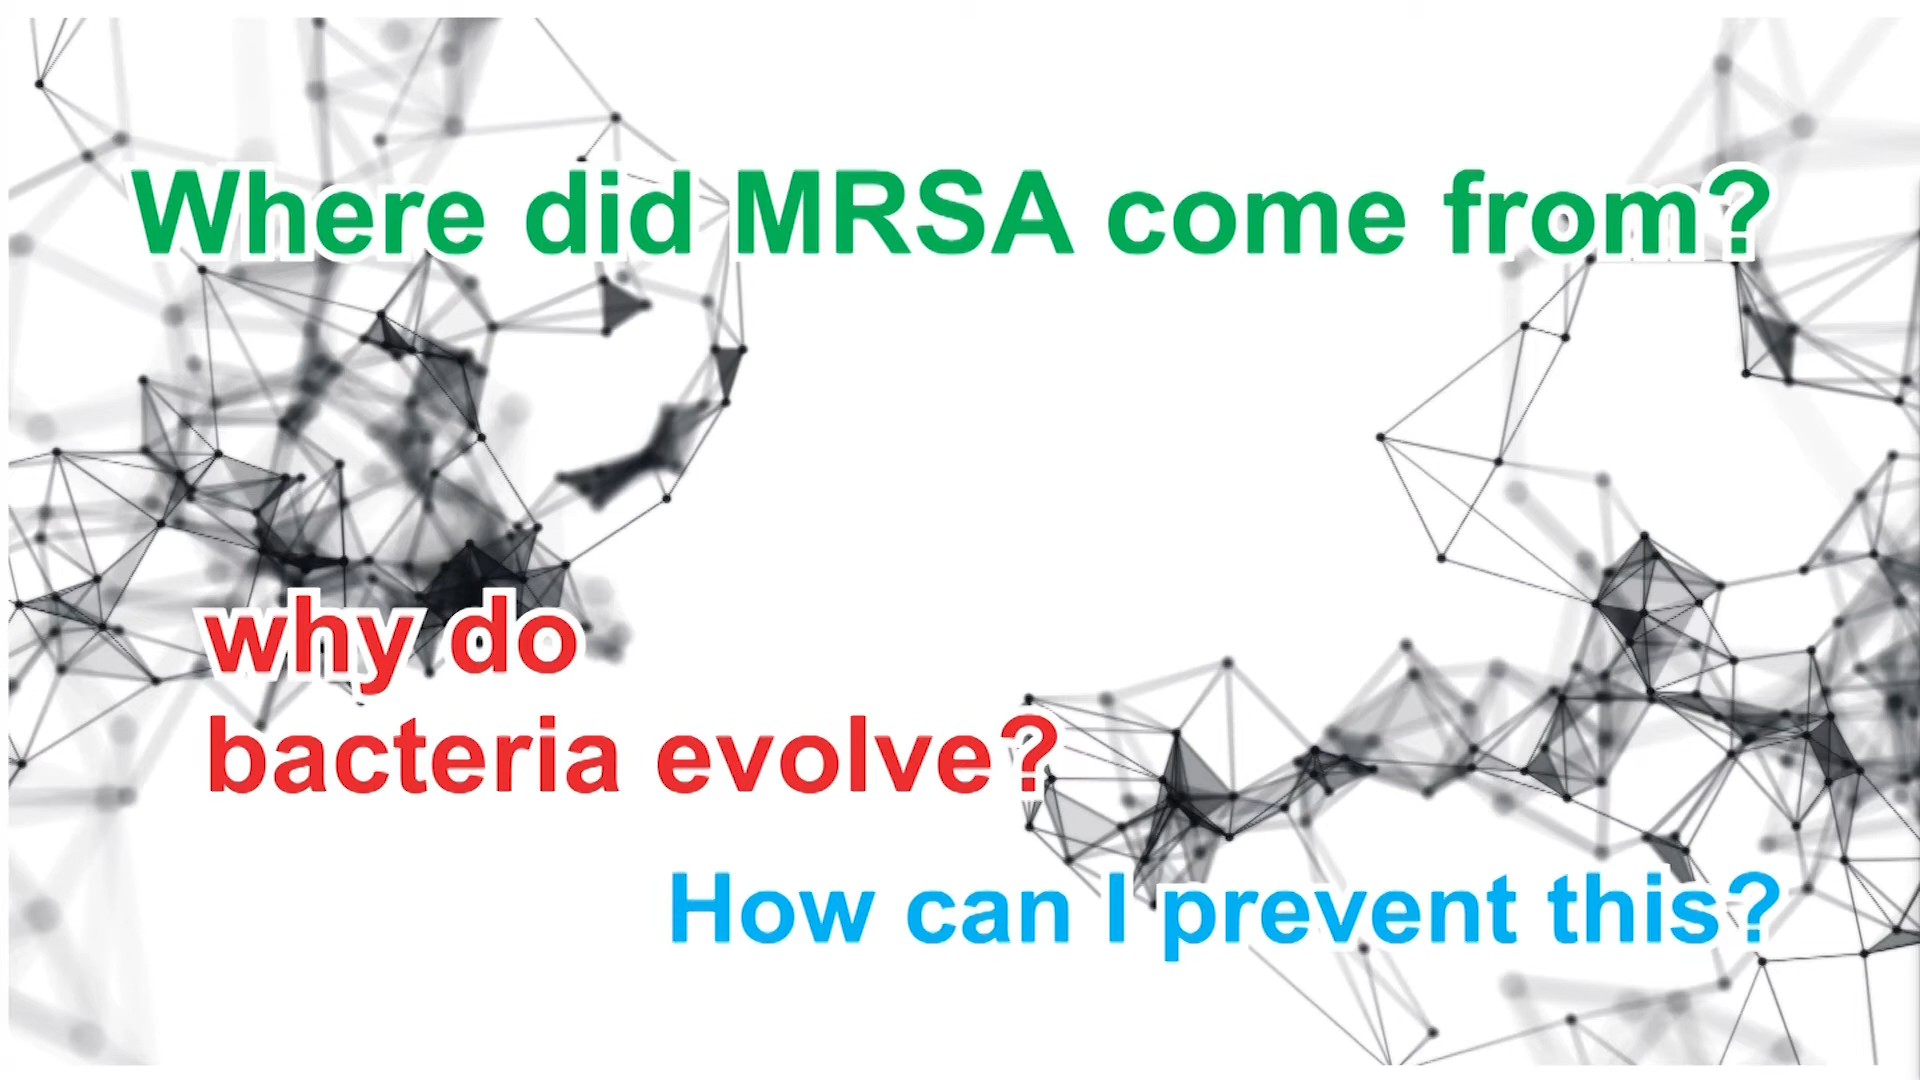 Where did MRSA come from?
why do
bacteria evolve?
How can I prevent this?